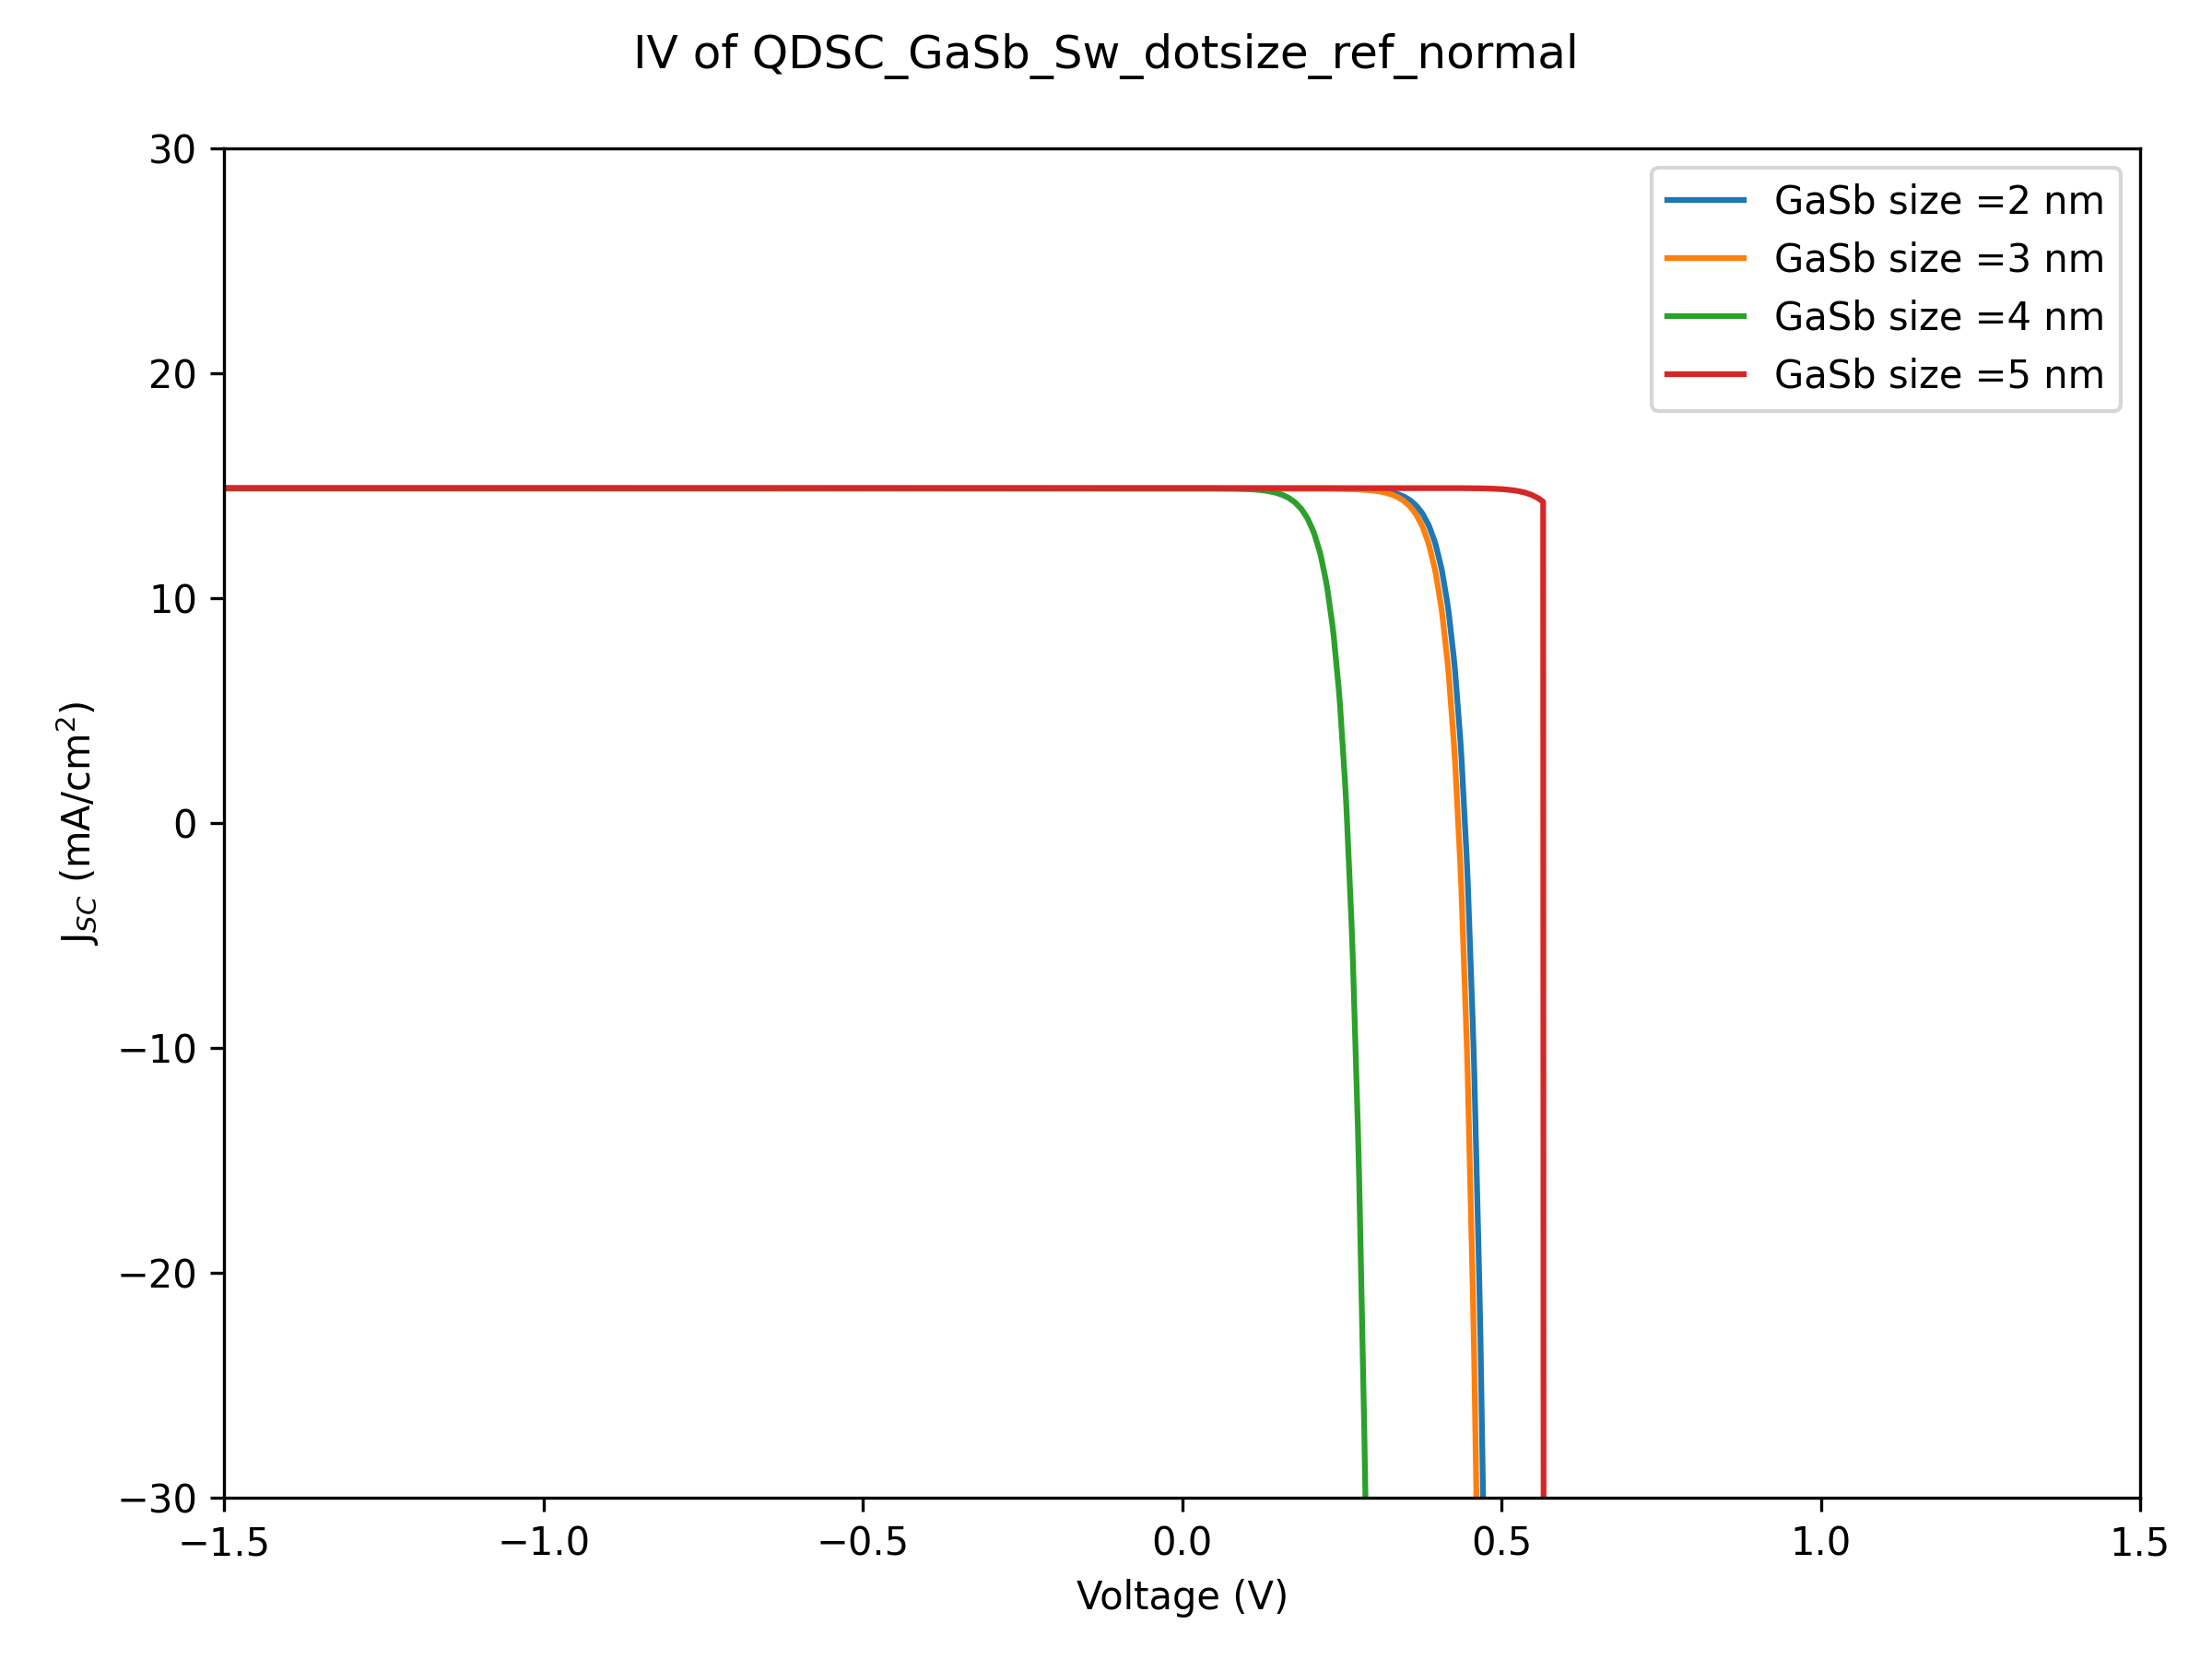 IV of QDSC_GaSb_Sw_dotsize_ref_normal
30
20
10
0
−10
−20
−30
J_SC (mA/cm²)
GaSb size =2 nm
GaSb size =3 nm
GaSb size =4 nm
GaSb size =5 nm
−1.5 −1.0 −0.5 0.0 0.5 1.0 1.5
Voltage (V)